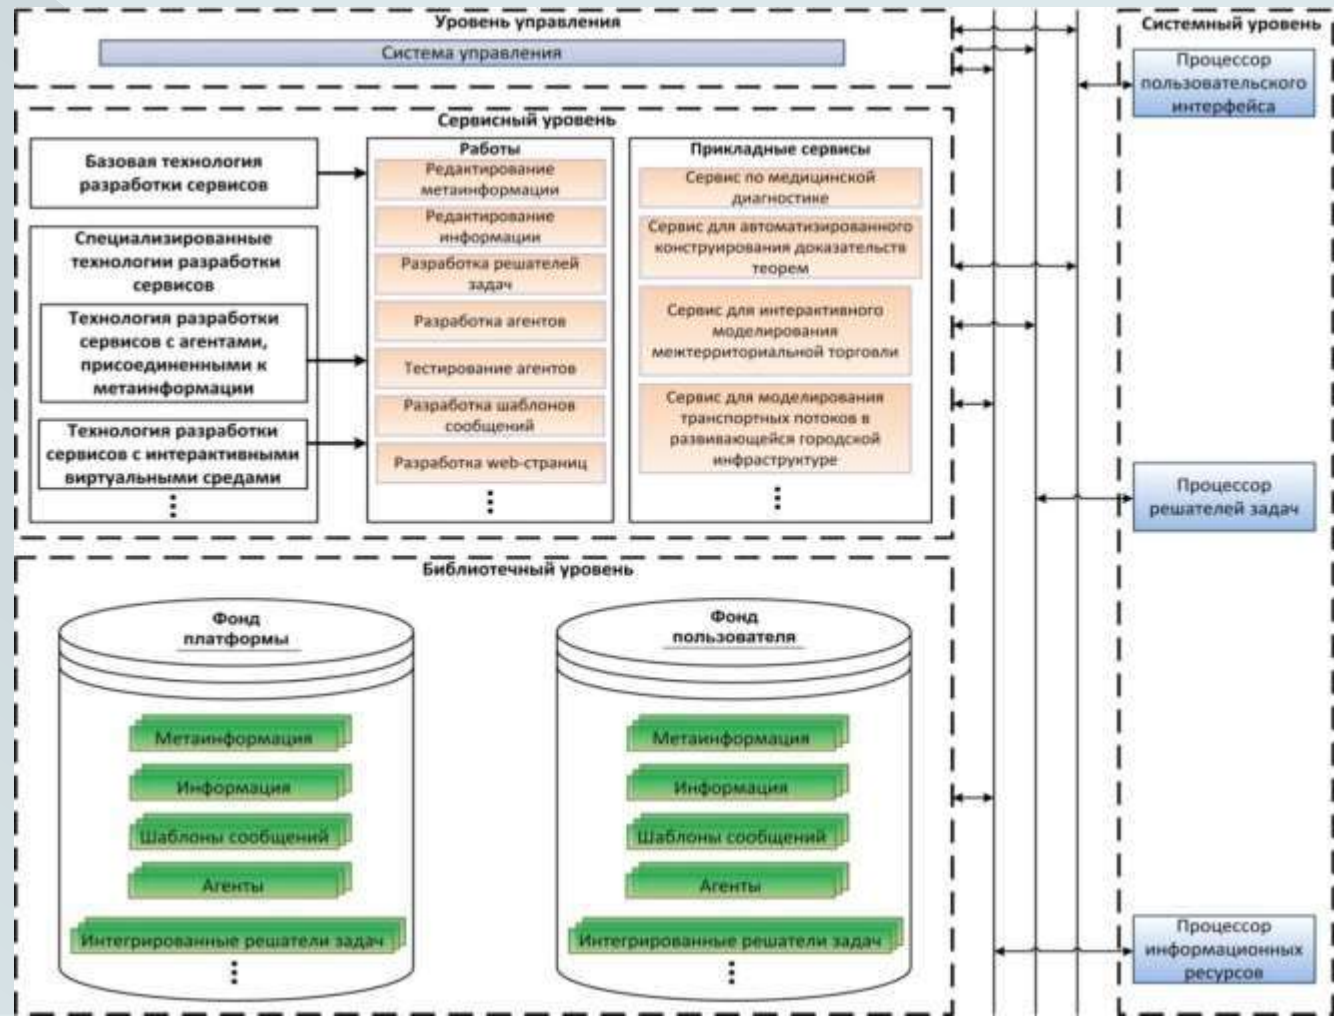 Уровень управления
Система управления
Сервисный уровень
Базовая технология
разработки сервисов
Специализированные
технологии разработки
сервисов
Технология разработки
сервисов с агентами,
присоединенными к
метаинформации
Технология разработки
сервисов с интерактивными
виртуальными средами
Работы
Редактирование
метаинформации
Редактирование
информации
Разработка решателей
задач
Разработка агентов
Тестирование агентов
Разработка шаблонов
сообщений
Разработка web-страниц
Прикладные сервисы
Сервис по медицинской
диагностике
Сервис для автоматизированного
конструирования доказательств
теорем
Сервис для интерактивного
моделирования
межтерриториальной торговли
Сервис для моделирования
транспортных потоков в
развивающейся городской
инфраструктуре
Библиотечный уровень
Фонд
платформы
Метаинформация
Информация
Шаблоны сообщений
Агенты
Интегрированные решатели задач
Фонд
пользователя
Метаинформация
Информация
Шаблоны сообщений
Агенты
Интегрированные решатели задач
Системный уровень
Процессор
пользовательского
интерфейса
Процессор
решателей задач
Процессор
информационных
ресурсов